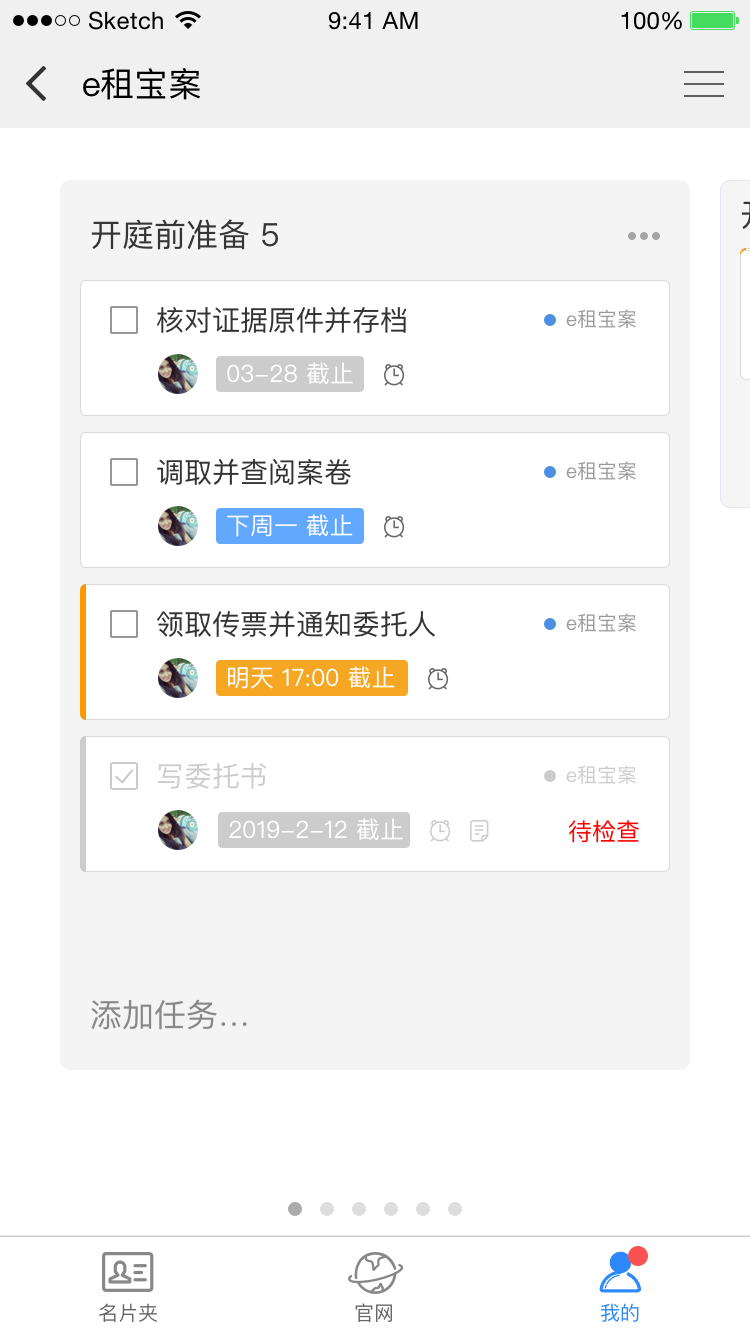 Sketch 9:41 AM 100%
e租宝案
开庭前准备 5
核对证据原件并存档 e租宝案
03-28 截止
调取并查阅案卷 e租宝案
下周一 截止
领取传票并通知委托人 e租宝案
明天 17:00 截止
写委托书 e租宝案
2019-2-12 截止 待检查
添加任务...
名片夹 官网 我的